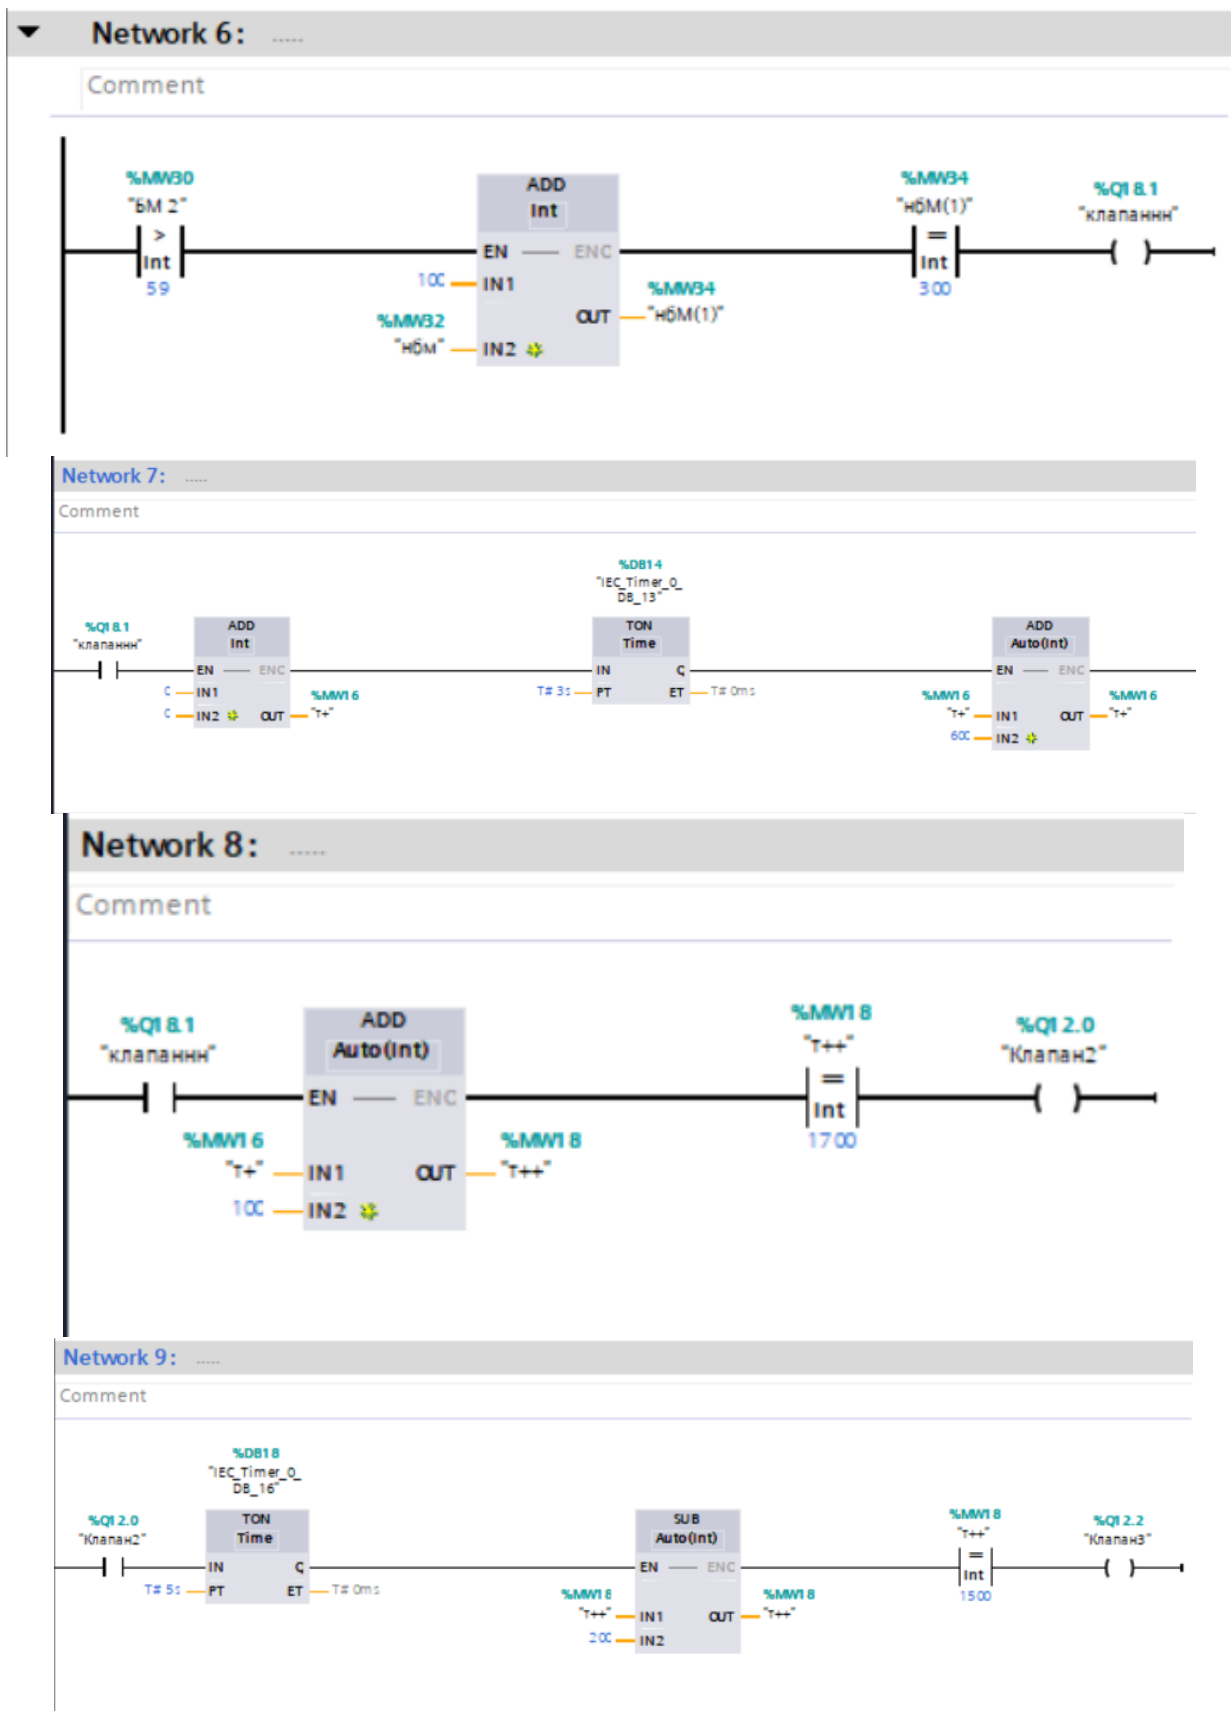 Network 6: .....
Comment
%MW30
"БМ 2"
>
Int
59
ADD
Int
EN ENC
100 IN1
%MW32
"нбм" IN2
OUT
%MW34
"нбМ(1)"
%MW34
"нбМ(1)"
=
Int
300
%Q18.1
"клапаннн"
Network 7: .....
Comment
%Q18.1
"клапаннн"
ADD
Int
EN ENC
0 IN1
0 IN2 OUT
%MW16
"т+"
%DB14
"IEC_Timer_0_
DB_13"
TON
Time
IN Q
T# 3s PT ET T# 0ms
ADD
Auto(Int)
EN ENC
%MW16
"т+" IN1 OUT
600 IN2
%MW16
"т+"
Network 8: .....
Comment
%Q18.1
"клапаннн"
ADD
Auto(Int)
EN ENC
%MW16
"т+" IN1 OUT
100 IN2
%MW18
"т++"
%MW18
"т++"
=
Int
1700
%Q12.0
"Клапан2"
Network 9: .....
Comment
%Q12.0
"Клапан2"
%DB18
"IEC_Timer_0_
DB_16"
TON
Time
IN Q
T# 5s PT ET T# 0ms
SUB
Auto(Int)
EN ENC
%MW18
"т++" IN1 OUT
200 IN2
%MW18
"т++"
%MW18
"т++"
=
Int
1500
%Q12.2
"Клапан3"